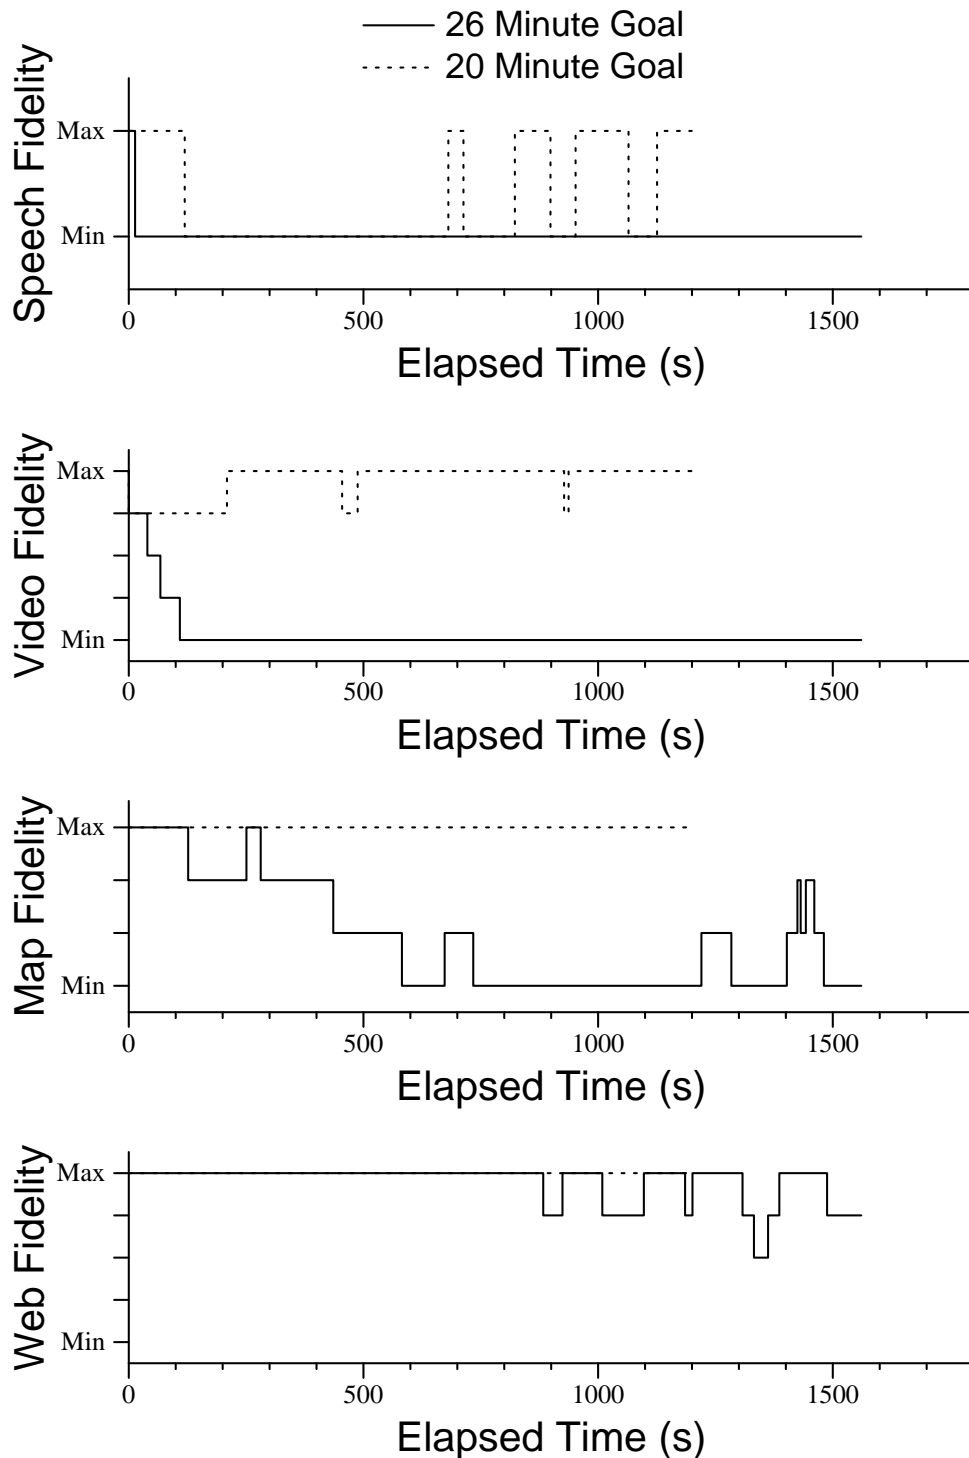 26 Minute Goal
20 Minute Goal
Speech Fidelity
Max
Min
0 500 1000 1500
Elapsed Time (s)
Video Fidelity
Max
Min
0 500 1000 1500
Elapsed Time (s)
Map Fidelity
Max
Min
0 500 1000 1500
Elapsed Time (s)
Web Fidelity
Max
Min
0 500 1000 1500
Elapsed Time (s)